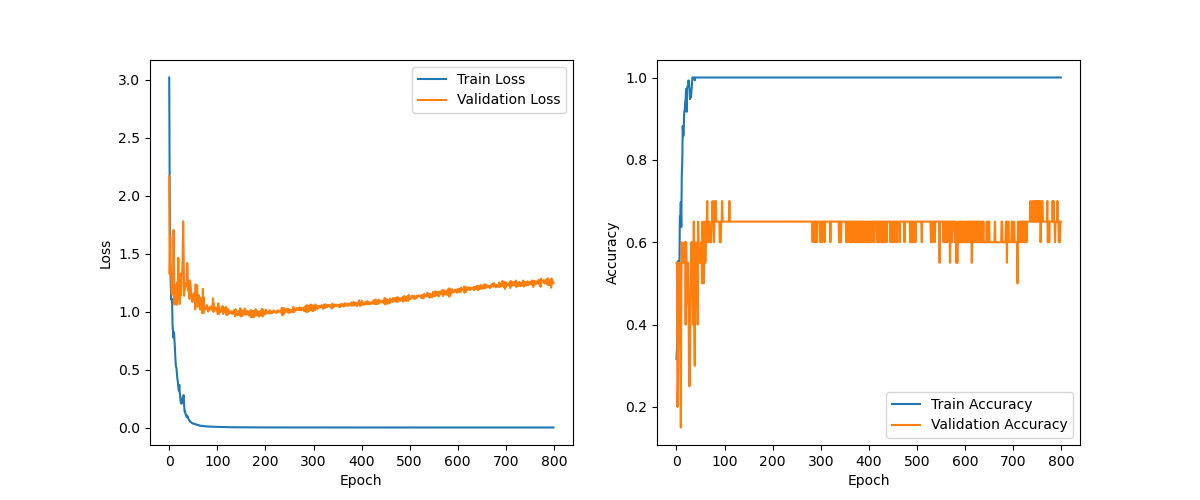 3.0
2.5
2.0
1.5
1.0
0.5
0.0
Loss
0 100 200 300 400 500 600 700 800
Epoch
Train Loss
Validation Loss
1.0
0.8
0.6
0.4
0.2
Accuracy
0 100 200 300 400 500 600 700 800
Epoch
Train Accuracy
Validation Accuracy